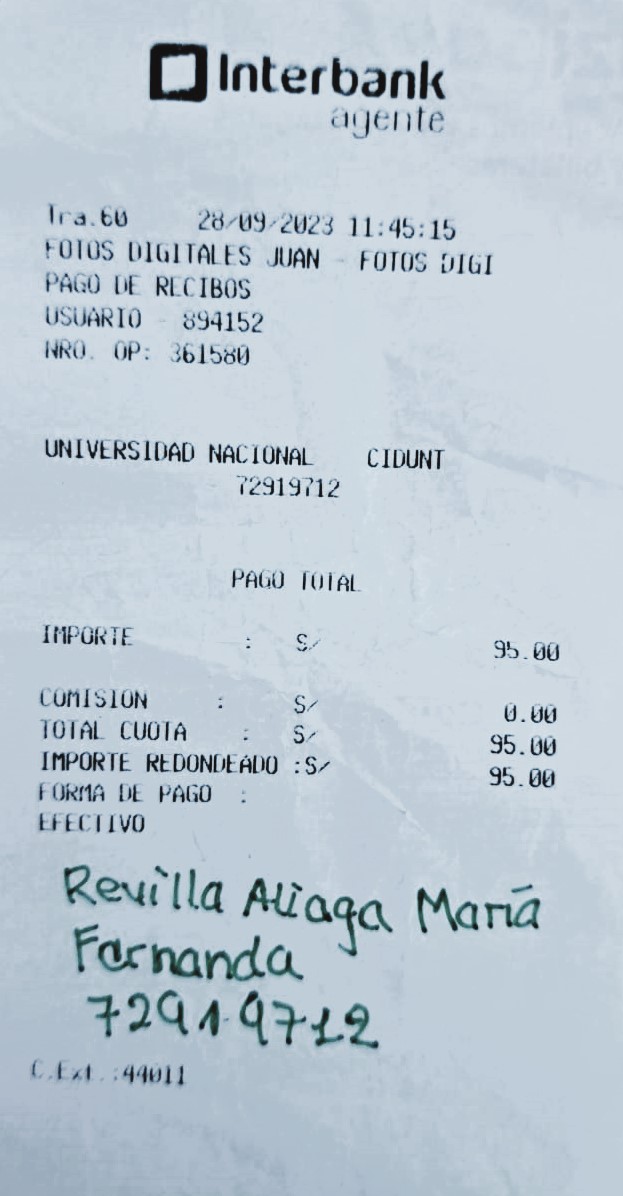 Interbank
agente
Tra.60 28/09/2023 11:45:15
FOTOS DIGITALES JUAN - FOTOS DIGI
PAGO DE RECIBOS
USUARIO - 894152
NRO. OP: 361580
UNIVERSIDAD NACIONAL CIDUNT
72919712
PAGO TOTAL
IMPORTE : S/ 95.00
COMISION : S/ 0.00
TOTAL CUOTA : S/ 95.00
IMPORTE REDONDEADO :S/ 95.00
FORMA DE PAGO :
EFECTIVO
Revilla Aliaga María
Fernanda
72919712
C.Ext.:44011